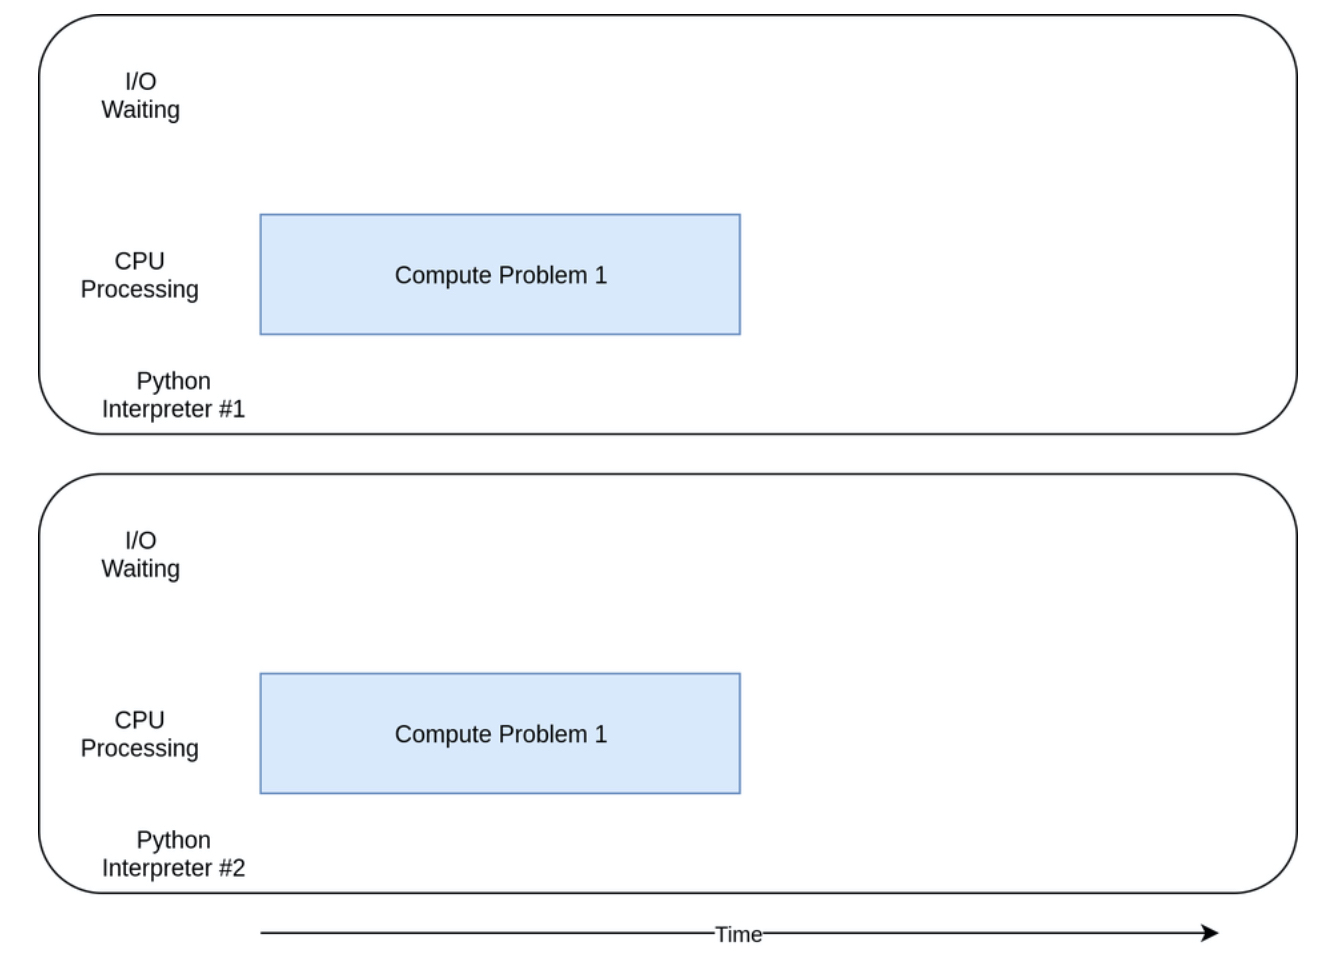 I/O
Waiting
Compute Problem 1
CPU
Processing
Python
Interpreter #1
I/O
Waiting
Compute Problem 1
CPU
Processing
Python
Interpreter #2
Time